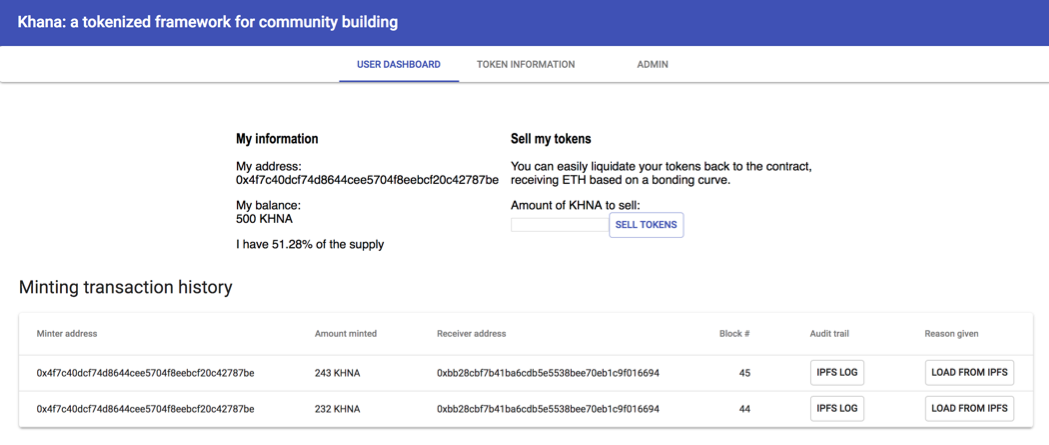 Khana: a tokenized framework for community building
USER DASHBOARD TOKEN INFORMATION ADMIN
My information
My address:
0x4f7c40dcf74d8644cee5704f8eebcf20c42787be
My balance:
500 KHNA
I have 51.28% of the supply
Sell my tokens
You can easily liquidate your tokens back to the contract,
receiving ETH based on a bonding curve.
Amount of KHNA to sell:
SELL TOKENS
Minting transaction history
Minter address Amount minted Receiver address Block # Audit trail Reason given
0x4f7c40dcf74d8644cee5704f8eebcf20c42787be 243 KHNA 0xbb28cbf7b41ba6cdb5e5538bee70eb1c9f016694 45 IPFS LOG LOAD FROM IPFS
0x4f7c40dcf74d8644cee5704f8eebcf20c42787be 232 KHNA 0xbb28cbf7b41ba6cdb5e5538bee70eb1c9f016694 44 IPFS LOG LOAD FROM IPFS